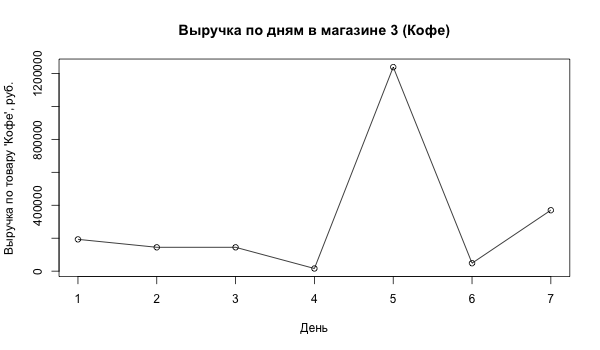 Выручка по дням в магазине 3 (Кофе)
Выручка по товару 'Кофе', руб.
1200000
800000
400000
0
1 2 3 4 5 6 7
День